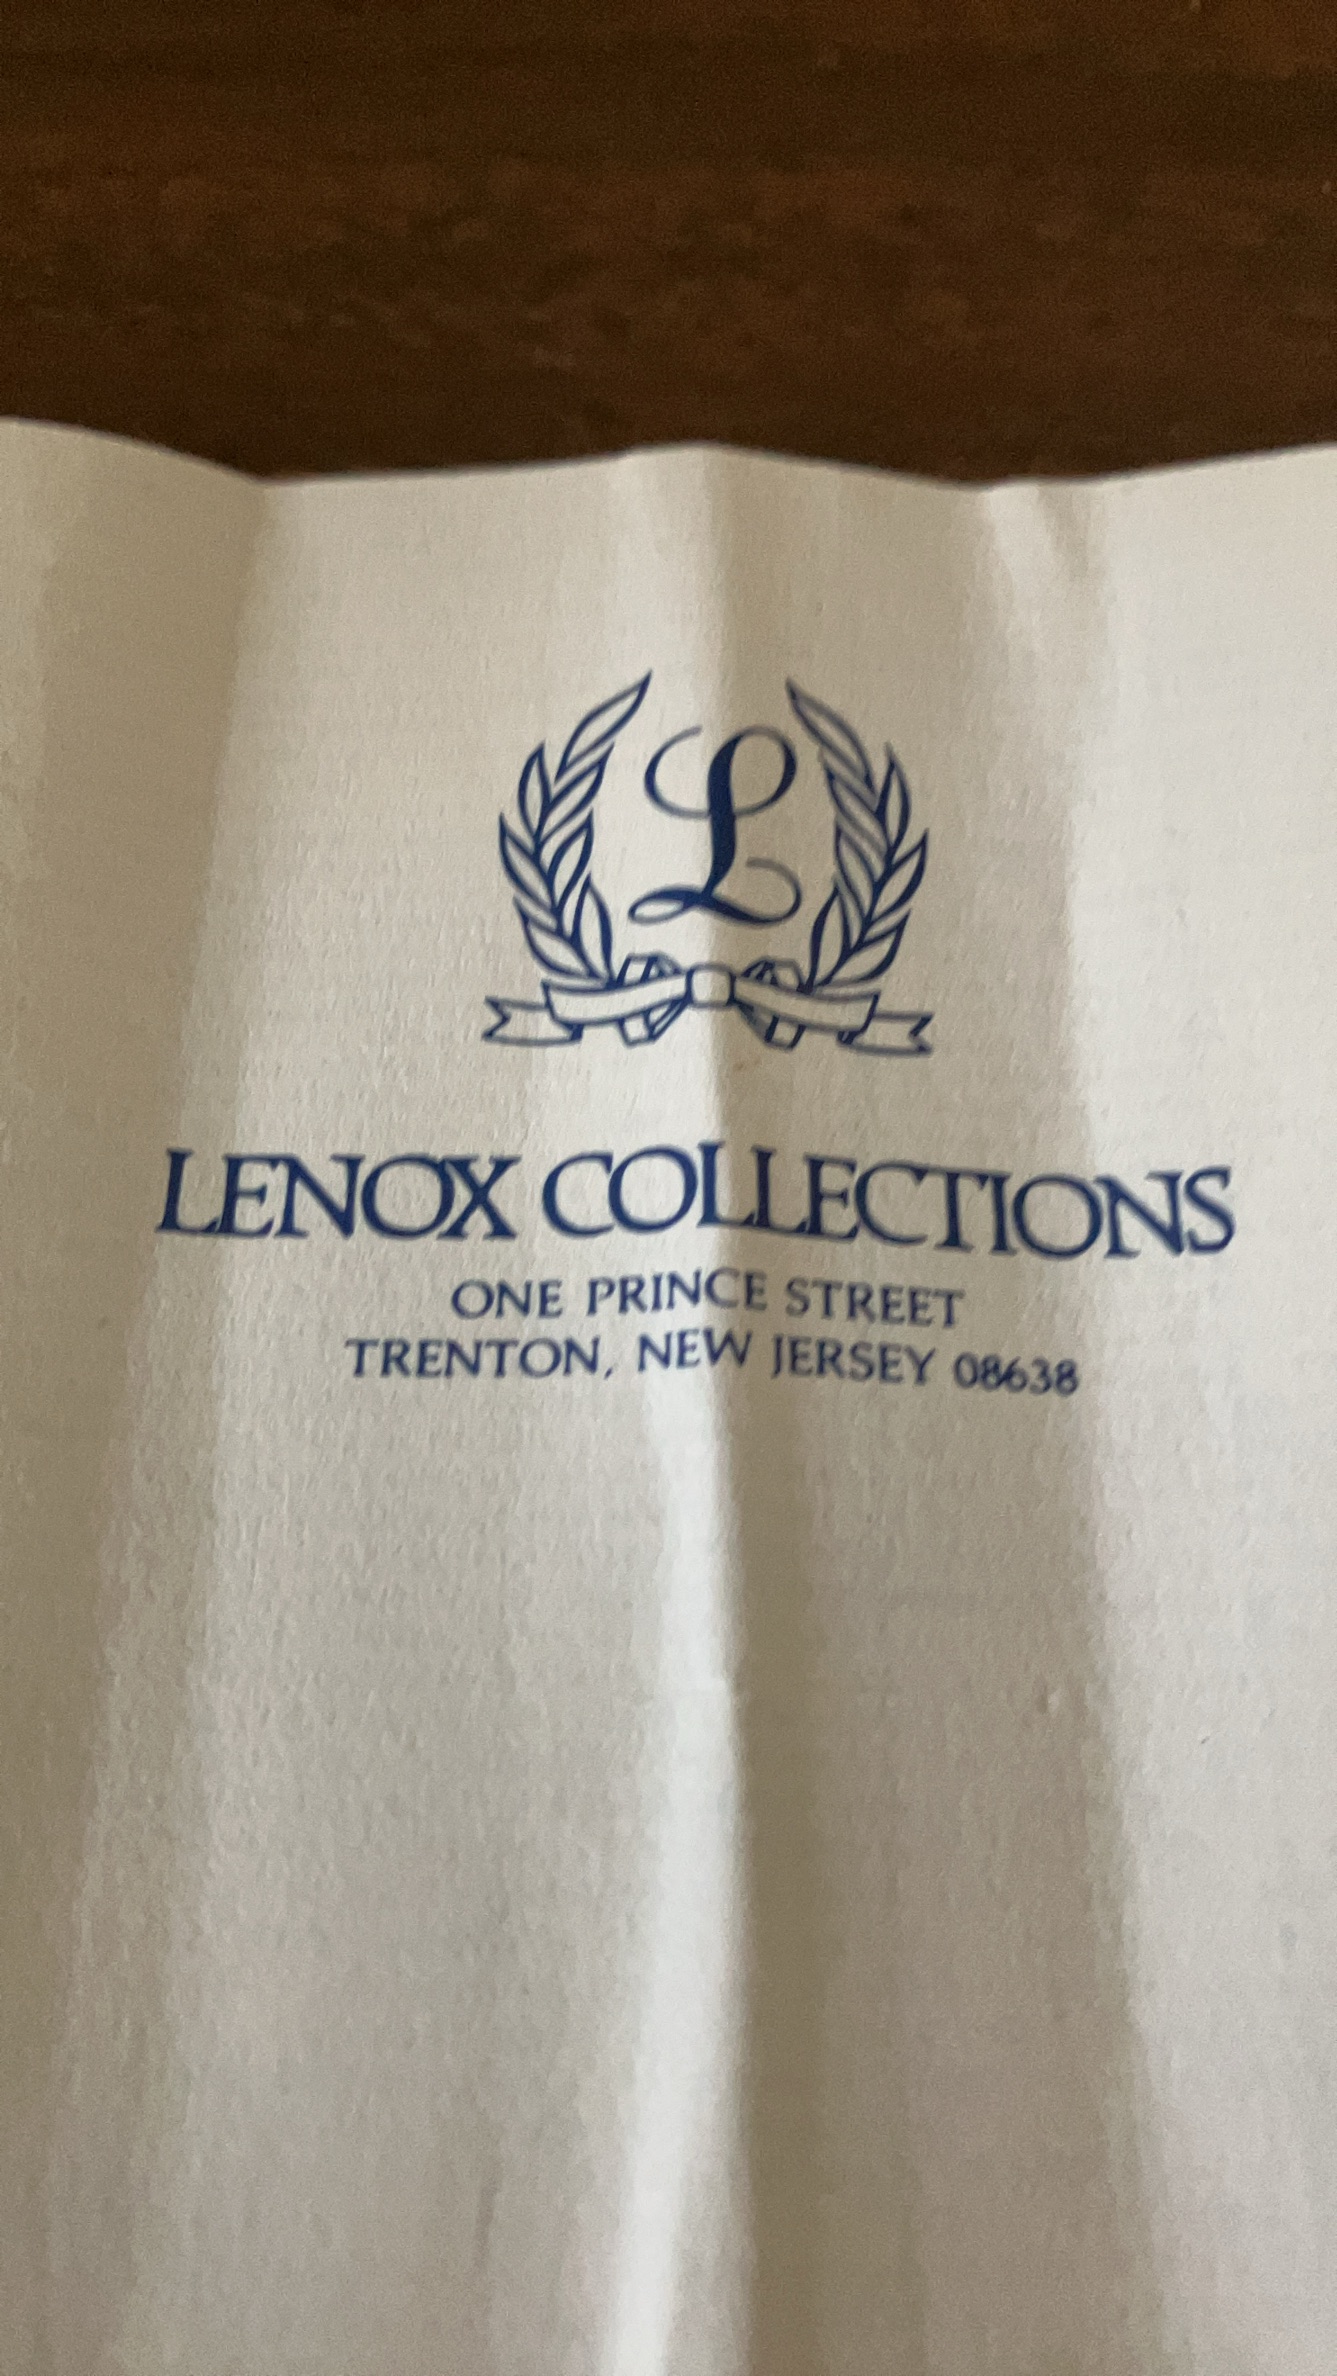 L
LENOX COLLECTIONS
ONE PRINCE STREET
TRENTON, NEW JERSEY 08638